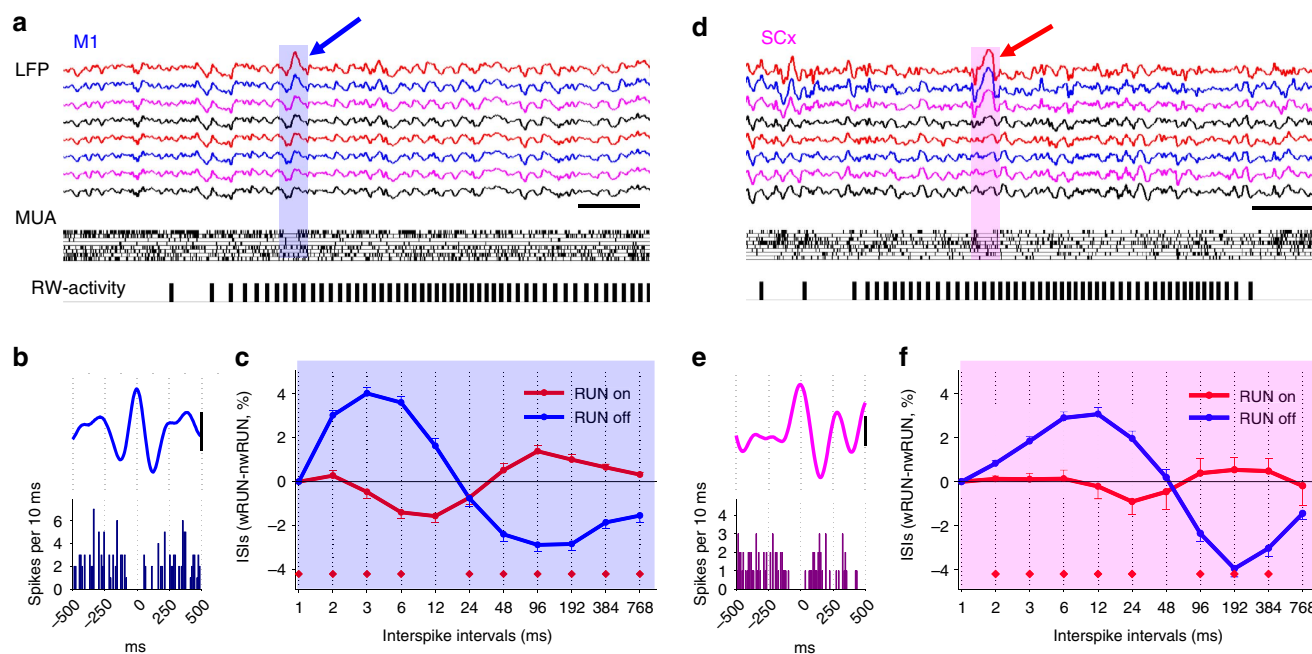 a
M1
LFP
MUA
RW-activity
b
6
4
2
0
Spikes per 10 ms
−500
−250
0
250
500
ms
c
4
2
0
−2
−4
ISIs (wRUN-nwRUN, %)
RUN on
RUN off
1 2 3 6 12 24 48 96 192 384 768
Interspike intervals (ms)
d
SCx
e
4
3
2
1
0
Spikes per 10 ms
−500
−250
0
250
500
ms
f
4
2
0
−2
−4
ISIs (wRUN-nwRUN, %)
RUN on
RUN off
1 2 3 6 12 24 48 96 192 384 768
Interspike intervals (ms)